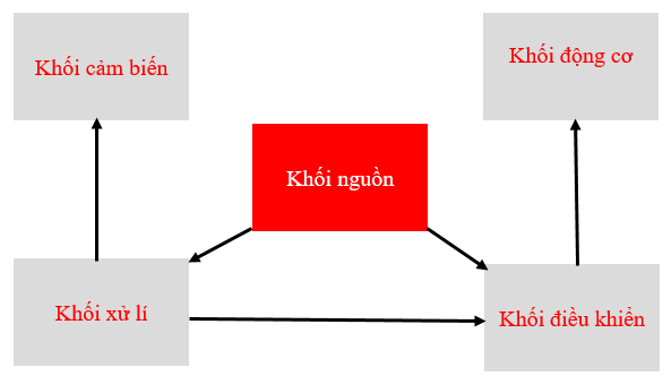 Khối cảm biến
Khối động cơ
Khối nguồn
Khối xử lí
Khối điều khiển